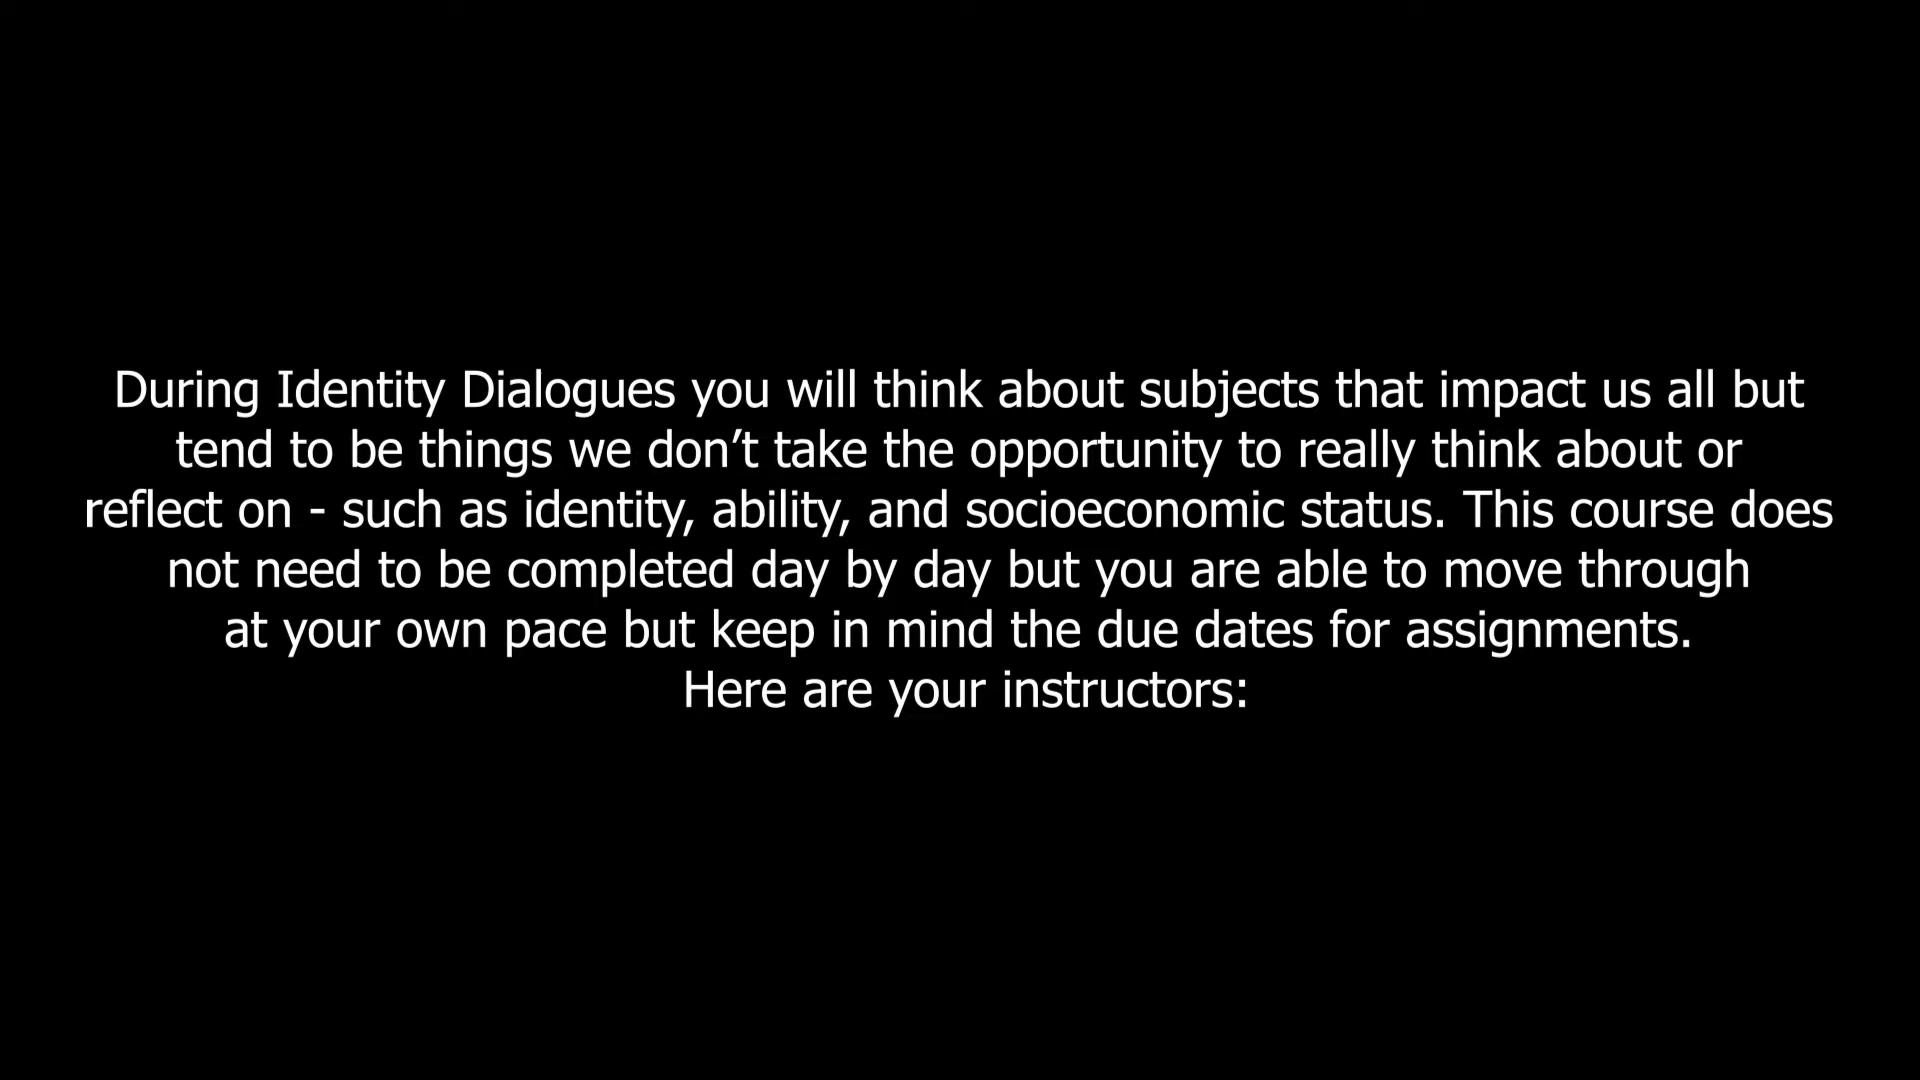 During Identity Dialogues you will think about subjects that impact us all but
tend to be things we don’t take the opportunity to really think about or
reflect on - such as identity, ability, and socioeconomic status. This course does
not need to be completed day by day but you are able to move through
at your own pace but keep in mind the due dates for assignments.
Here are your instructors: